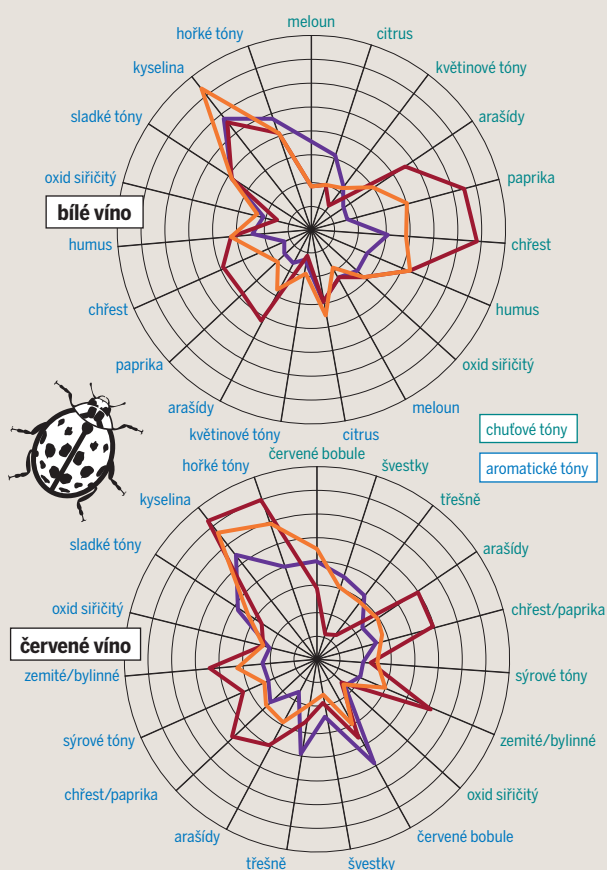 meloun
citrus
květinové tóny
arašídy
paprika
chřest
humus
oxid siřičitý
meloun
citrus
květinové tóny
arašídy
paprika
chřest
humus
bílé víno
oxid siřičitý
sladké tóny
kyselina
hořké tóny
chuťové tóny
aromatické tóny
červené bobule
švestky
třešně
arašídy
chřest/paprika
sýrové tóny
zemité/bylinné
oxid siřičitý
červené bobule
švestky
třešně
arašídy
chřest/paprika
sýrové tóny
zemité/bylinné
červené víno
oxid siřičitý
sladké tóny
kyselina
hořké tóny